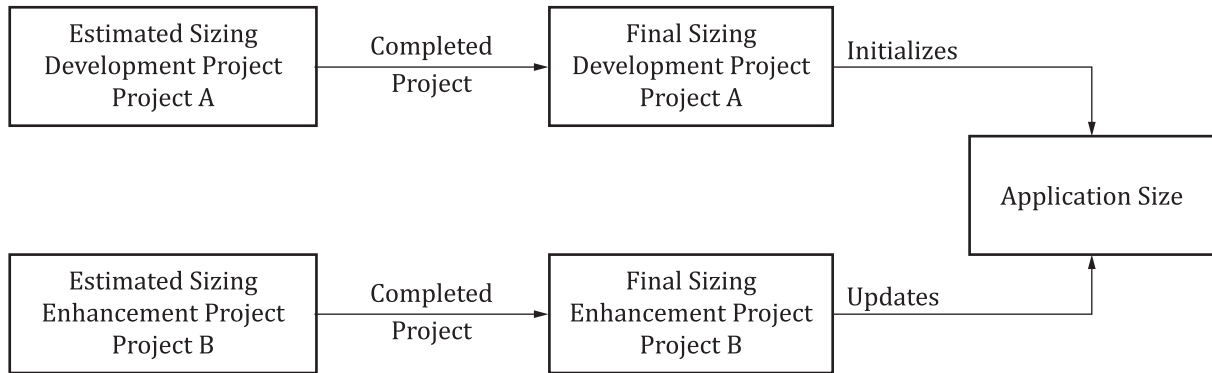 Estimated Sizing
Development Project
Project A
Completed
Project
Final Sizing
Development Project
Project A
Initializes
Application Size
Estimated Sizing
Enhancement Project
Project B
Completed
Project
Final Sizing
Enhancement Project
Project B
Updates